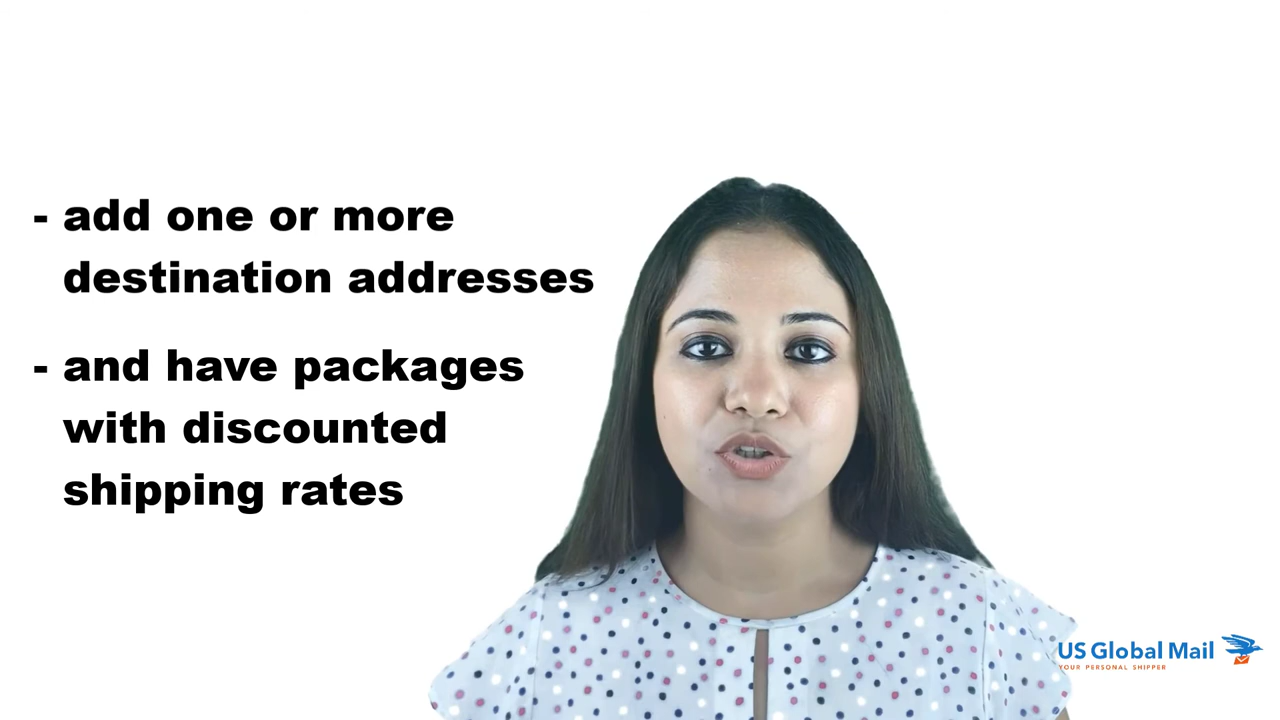 - add one or more
destination addresses
- and have packages
with discounted
shipping rates
US Global Mail
YOUR PERSONAL SHIPPER